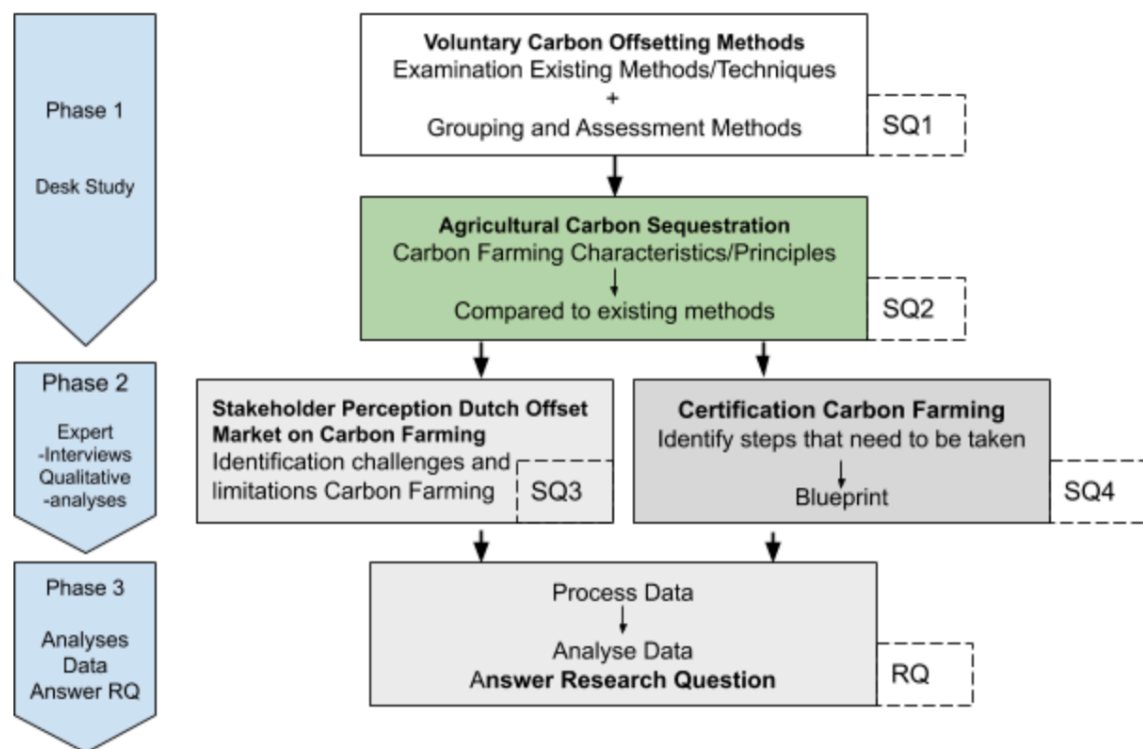 Phase 1
Desk Study
Voluntary Carbon Offsetting Methods
Examination Existing Methods/Techniques
+
Grouping and Assessment Methods
SQ1
Agricultural Carbon Sequestration
Carbon Farming Characteristics/Principles
Compared to existing methods
SQ2
Phase 2
Expert
-Interviews
Qualitative
-analyses
Stakeholder Perception Dutch Offset
Market on Carbon Farming
Identification challenges and
limitations Carbon Farming
SQ3
Certification Carbon Farming
Identify steps that need to be taken
Blueprint
SQ4
Phase 3
Analyses
Data
Answer RQ
Process Data
Analyse Data
Answer Research Question
RQ